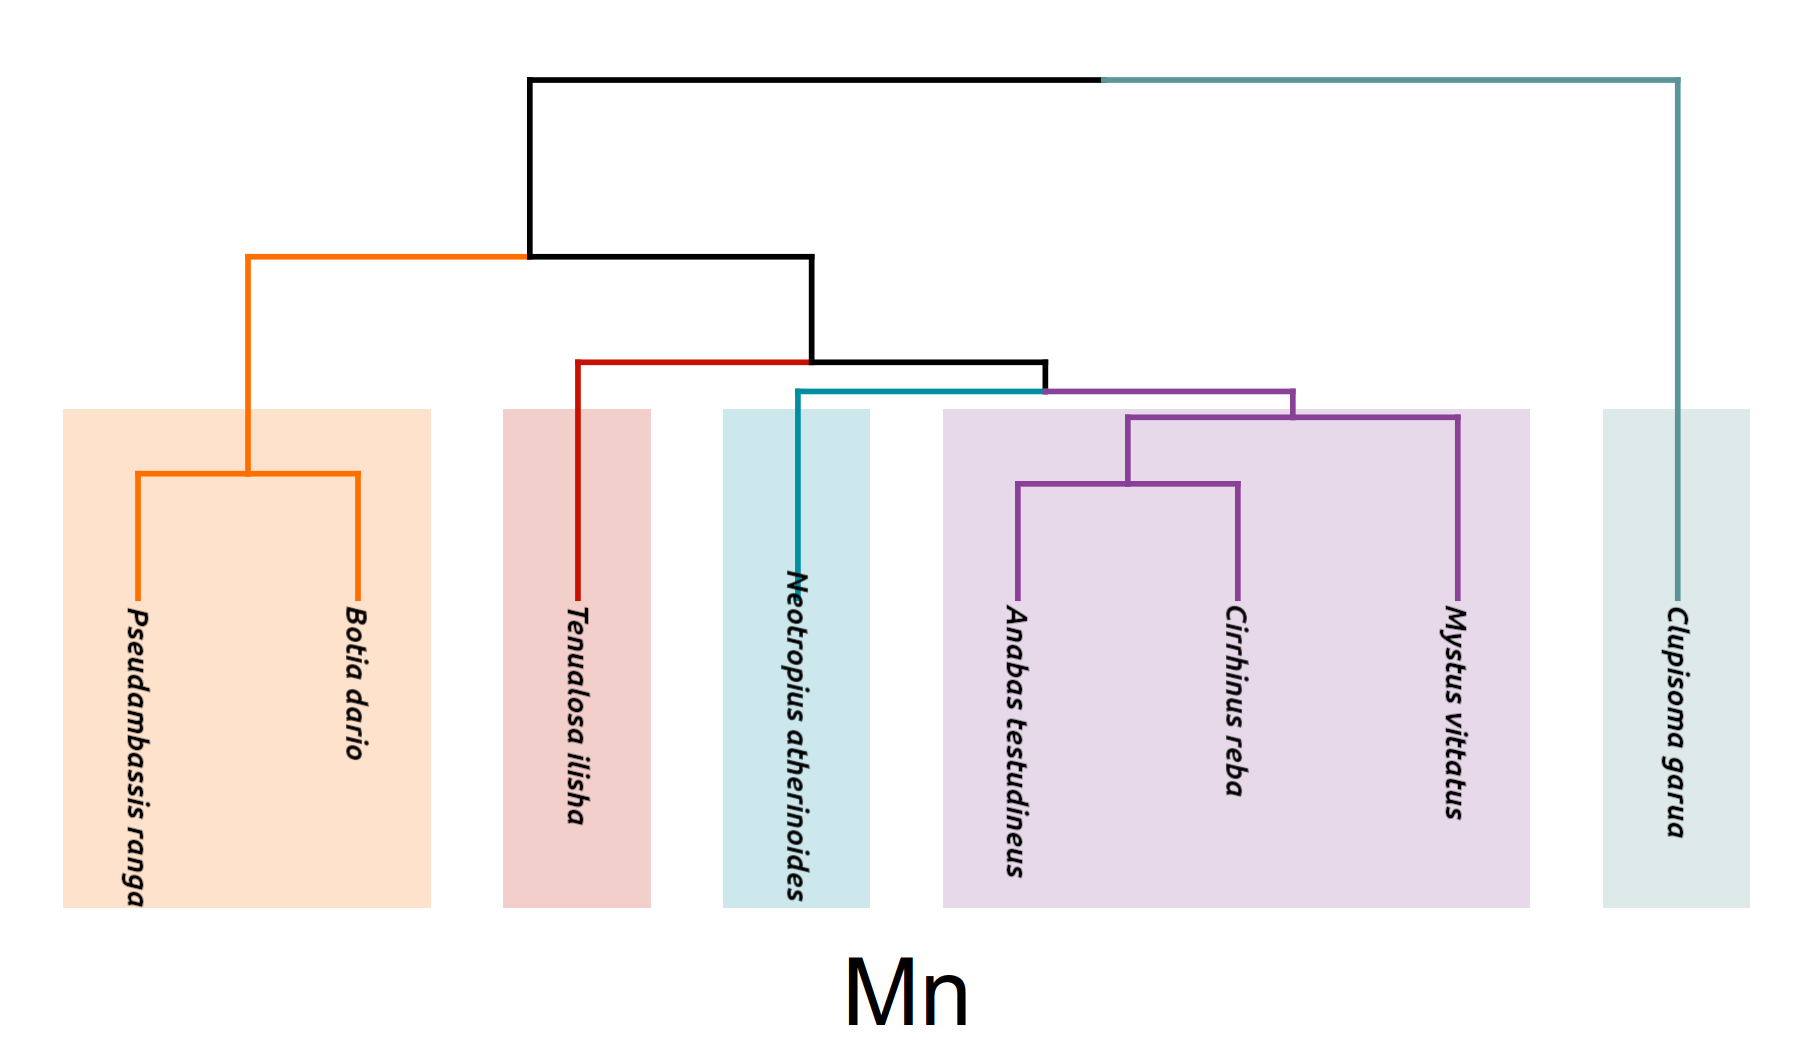 Pseudambassis ranga
Botia dario
Tenualosa ilisha
Neotropius atherinoides
Anabas testudineus
Cirrhinus reba
Mystus vittatus
Clupisoma garua
Mn